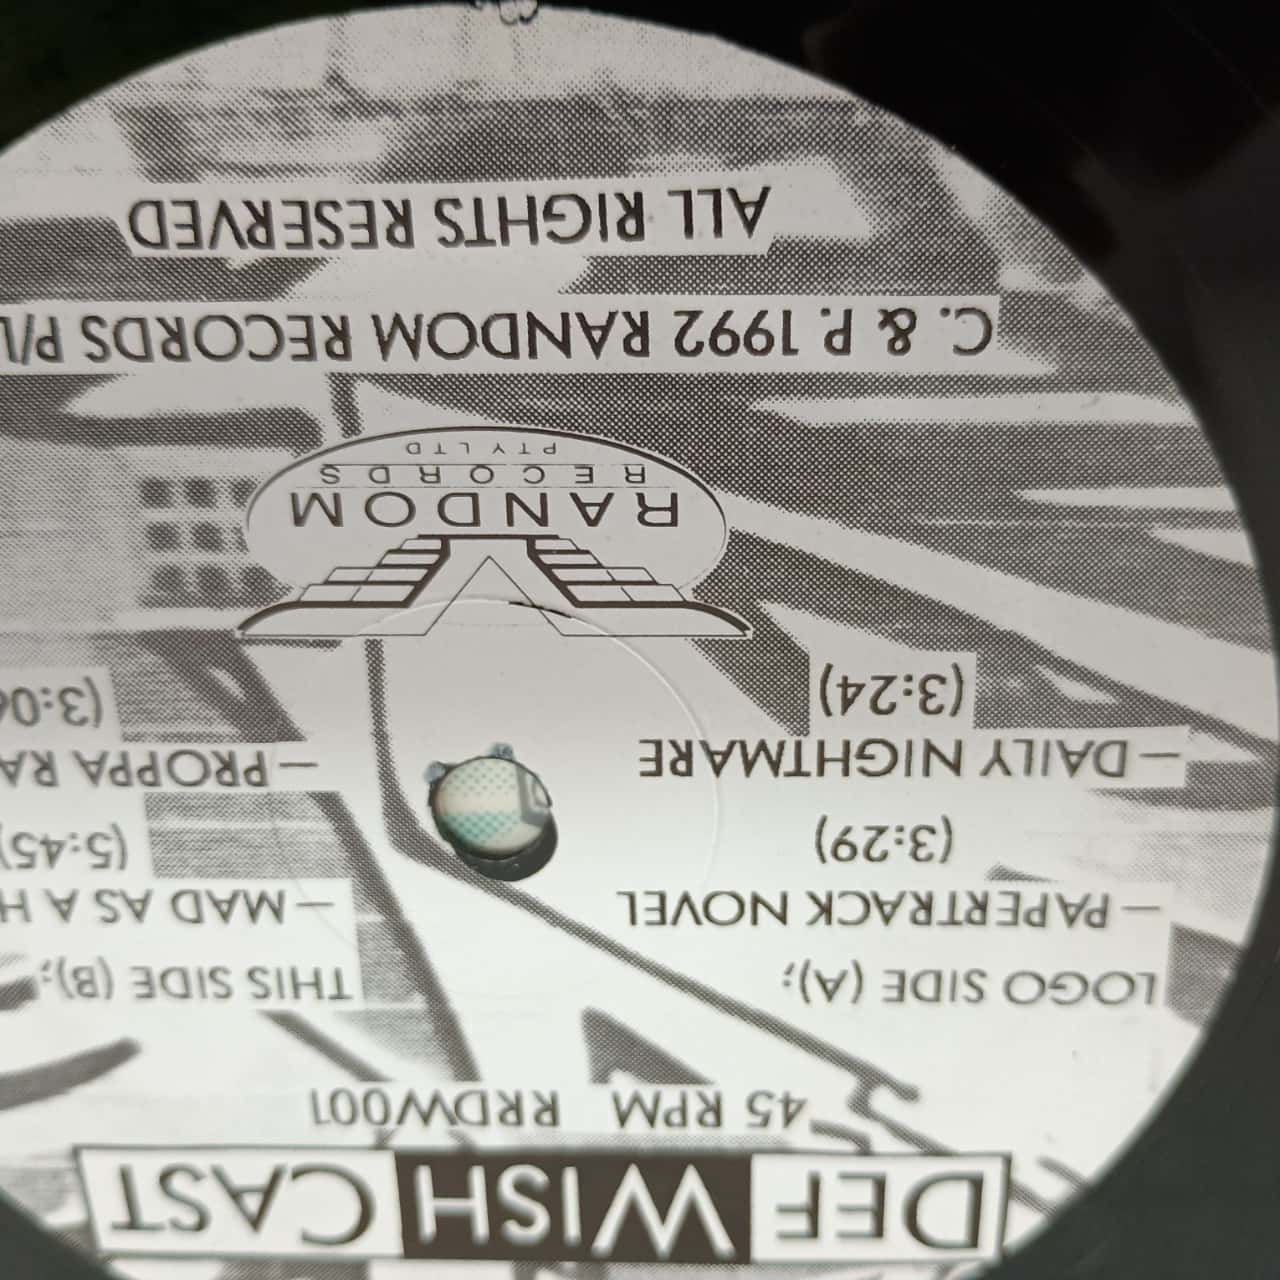 DEF WISH CAST
45 RPM RRDW001
LOGO SIDE (A);
– PAPERTRACK NOVEL
(3:29)
– DAILY NIGHTMARE
(3:24)
THIS SIDE (B);
– MAD AS A
(5:45)
– PROPPA
RANDOM
RECORDS
PTY LTD
C. & P. 1992 RANDOM RECORDS P/L
ALL RIGHTS RESERVED